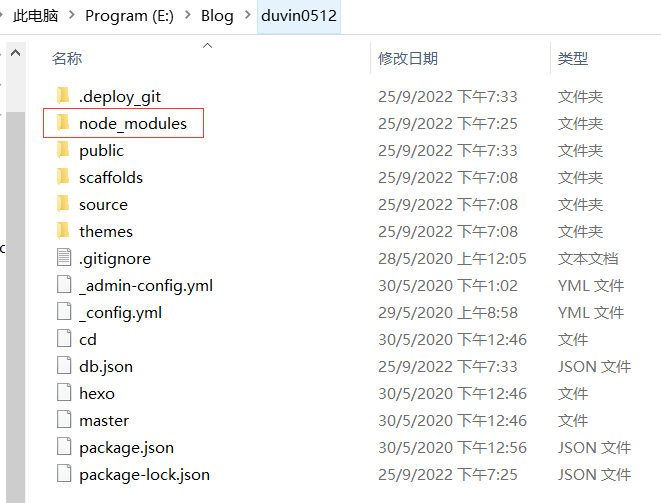 此电脑 > Program (E:) > Blog > duvin0512
名称 修改日期 类型
.deploy_git 25/9/2022 下午7:33 文件夹
node_modules 25/9/2022 下午7:25 文件夹
public 25/9/2022 下午7:33 文件夹
scaffolds 25/9/2022 下午7:08 文件夹
source 25/9/2022 下午7:08 文件夹
themes 25/9/2022 下午7:08 文件夹
.gitignore 28/5/2020 上午12:05 文本文档
_admin-config.yml 30/5/2020 下午1:02 YML 文件
_config.yml 29/5/2020 上午8:58 YML 文件
cd 30/5/2020 下午12:46 文件
db.json 25/9/2022 下午7:33 JSON 文件
hexo 30/5/2020 下午12:46 文件
master 30/5/2020 下午12:46 文件
package.json 30/5/2020 下午12:56 JSON 文件
package-lock.json 25/9/2022 下午7:25 JSON 文件